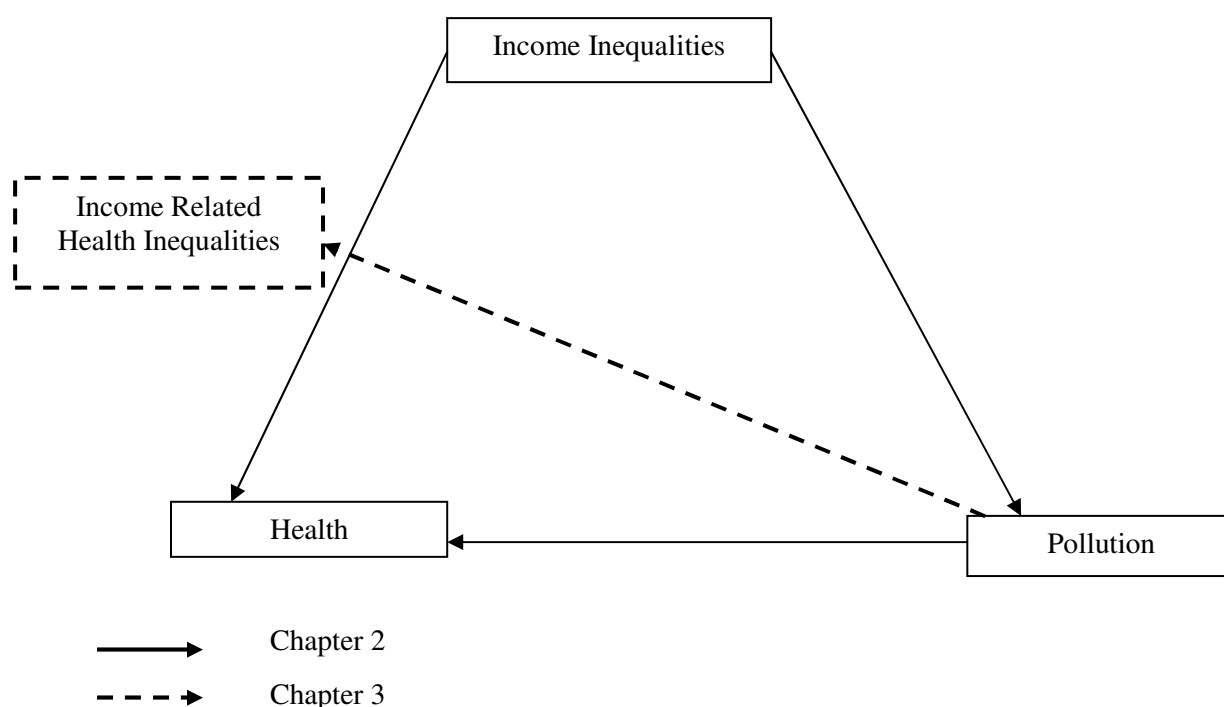 Income Inequalities
Income Related
Health Inequalities
Health
Pollution
Chapter 2
Chapter 3